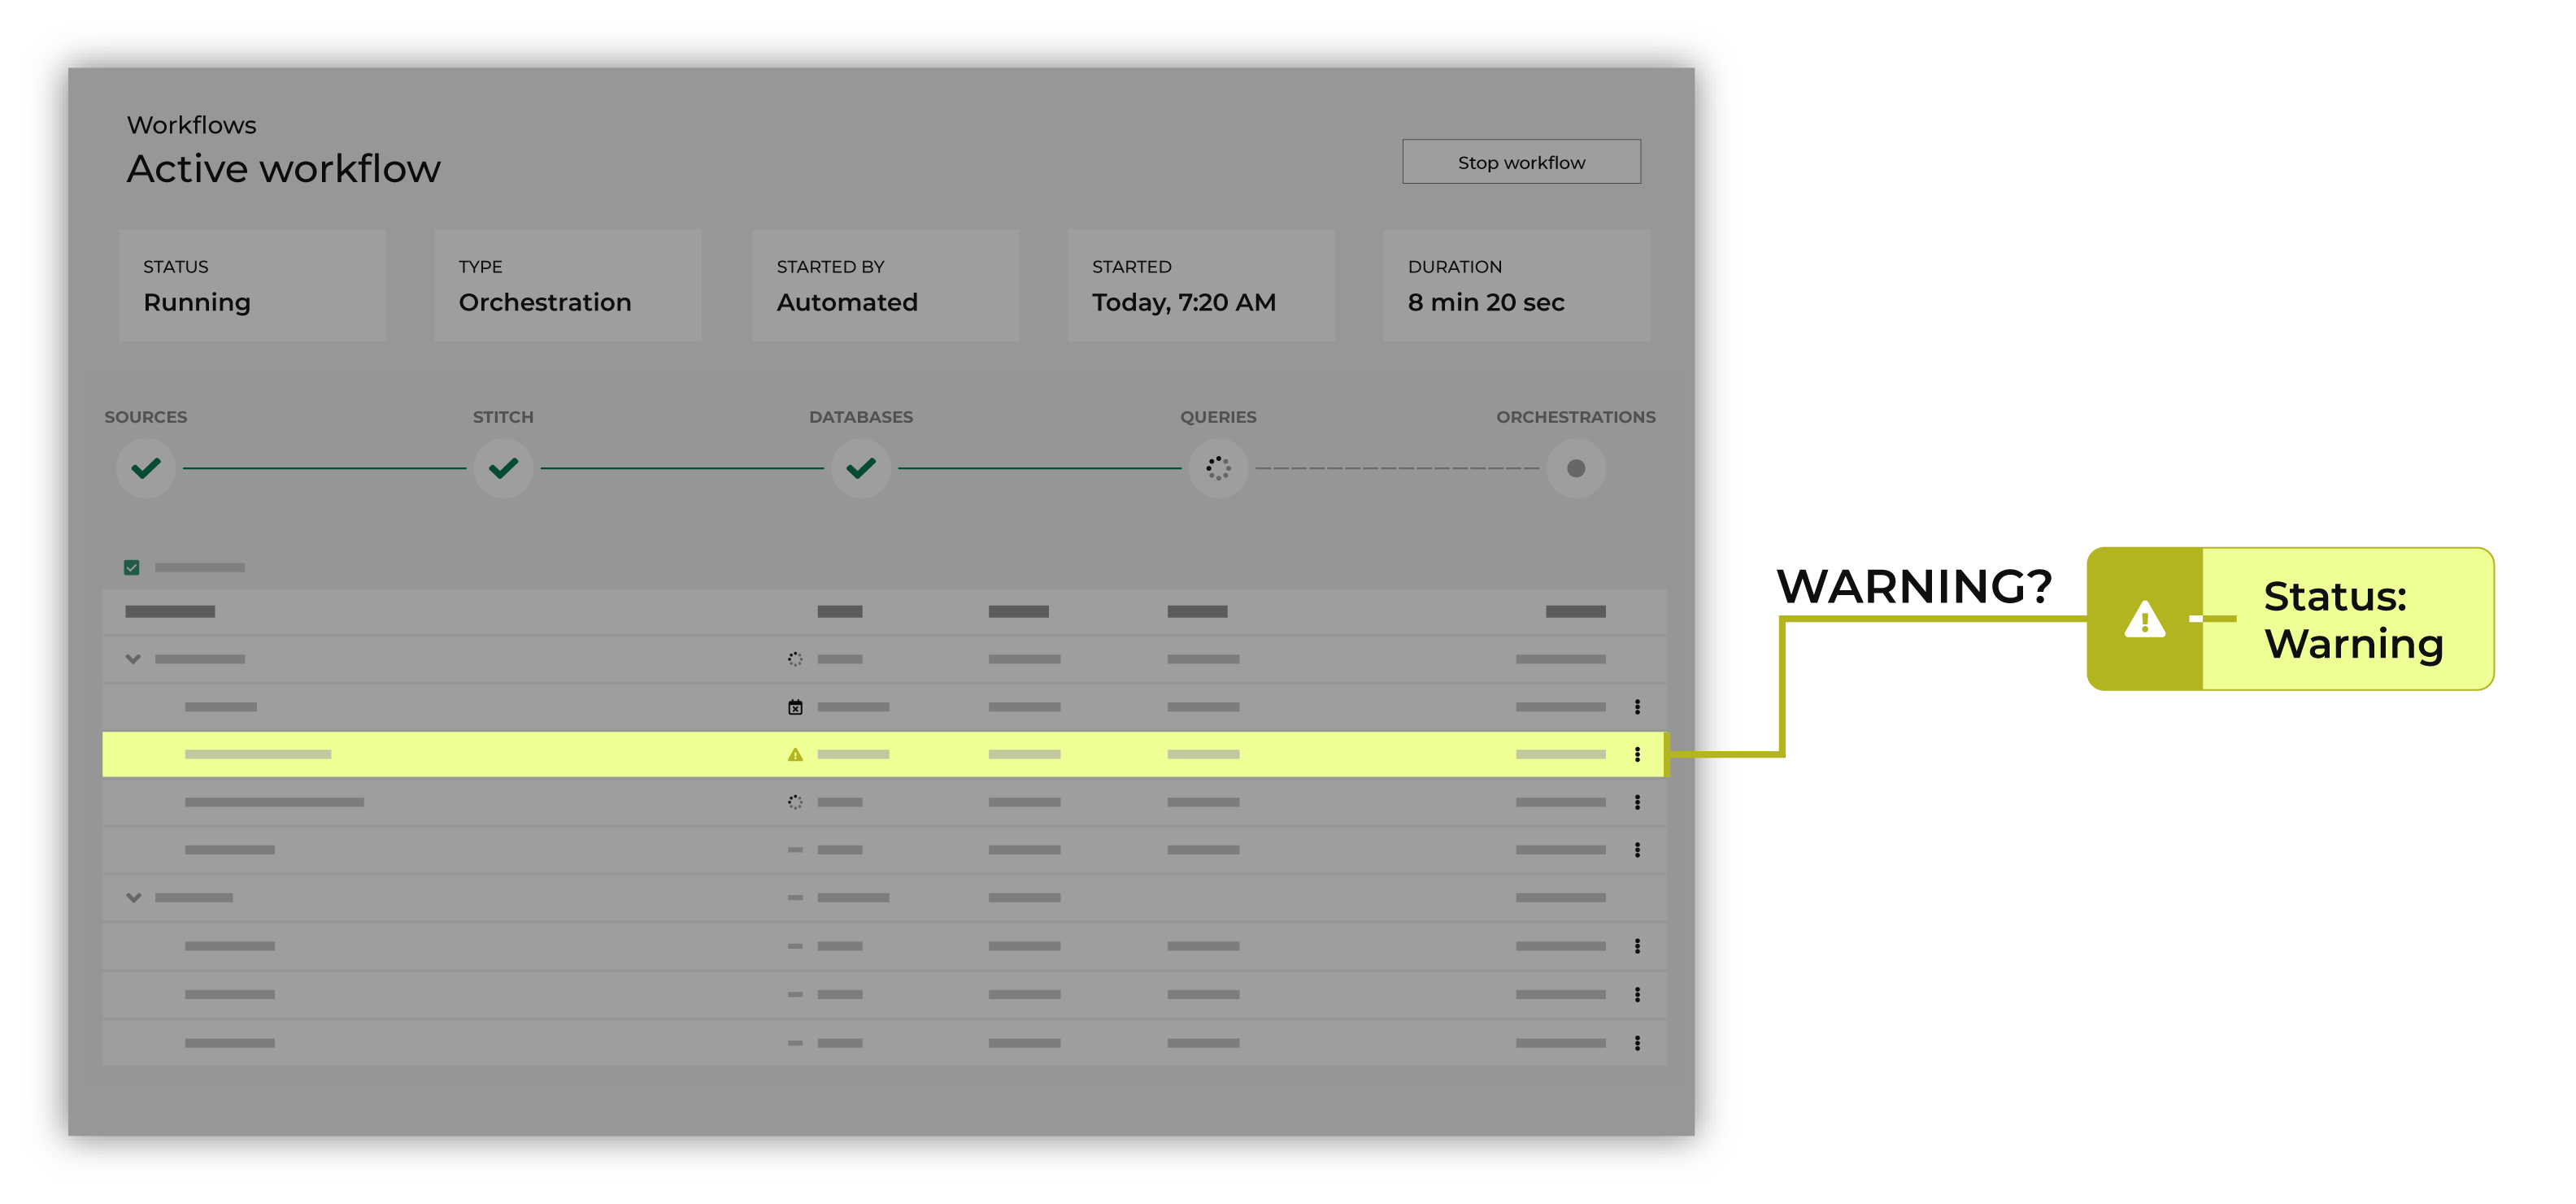 Workflows
Active workflow
Stop workflow
STATUS
Running
TYPE
Orchestration
STARTED BY
Automated
STARTED
Today, 7:20 AM
DURATION
8 min 20 sec
SOURCES
STITCH
DATABASES
QUERIES
ORCHESTRATIONS
WARNING?
Status:
Warning